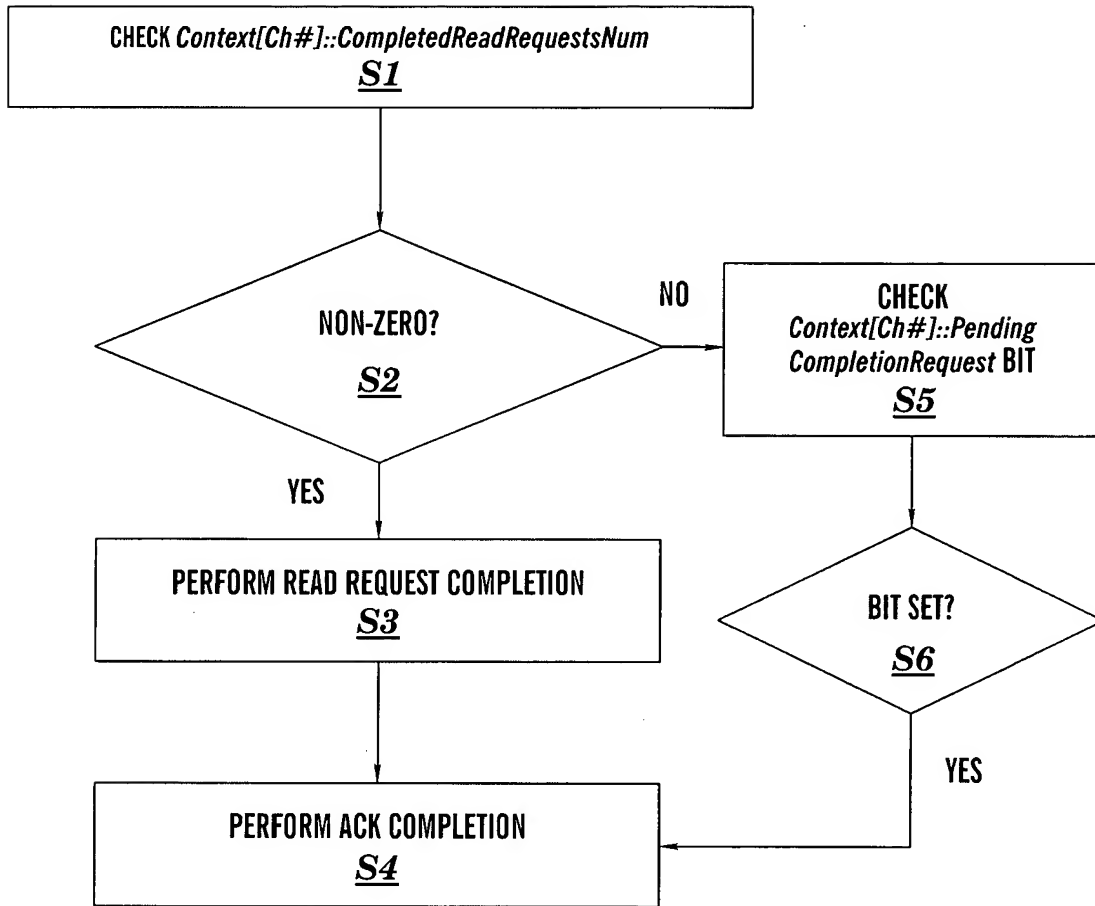 CHECK Context[Ch#]::CompletedReadRequestsNum
S1
NON-ZERO?
S2
NO
CHECK
Context[Ch#]::Pending
CompletionRequest BIT
S5
YES
PERFORM READ REQUEST COMPLETION
S3
BIT SET?
S6
YES
PERFORM ACK COMPLETION
S4